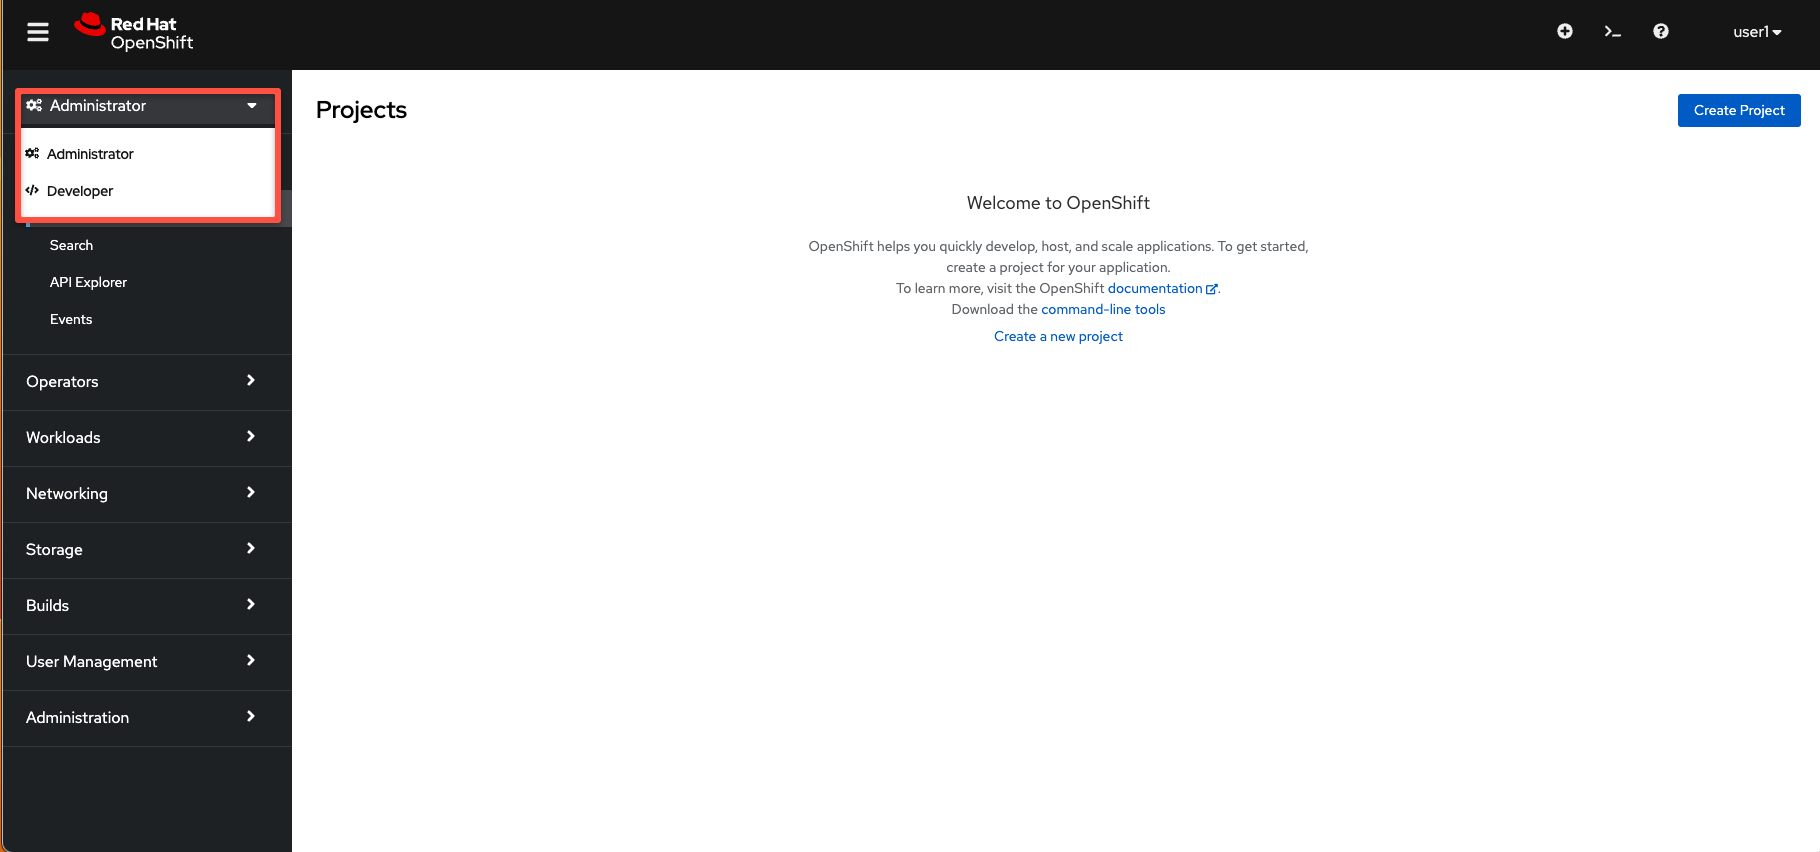 Red Hat
OpenShift
user1
Administrator
Administrator
Developer
Search
API Explorer
Events
Operators
Workloads
Networking
Storage
Builds
User Management
Administration
Projects
Create Project
Welcome to OpenShift
OpenShift helps you quickly develop, host, and scale applications. To get started,
create a project for your application.
To learn more, visit the OpenShift documentation.
Download the command-line tools
Create a new project